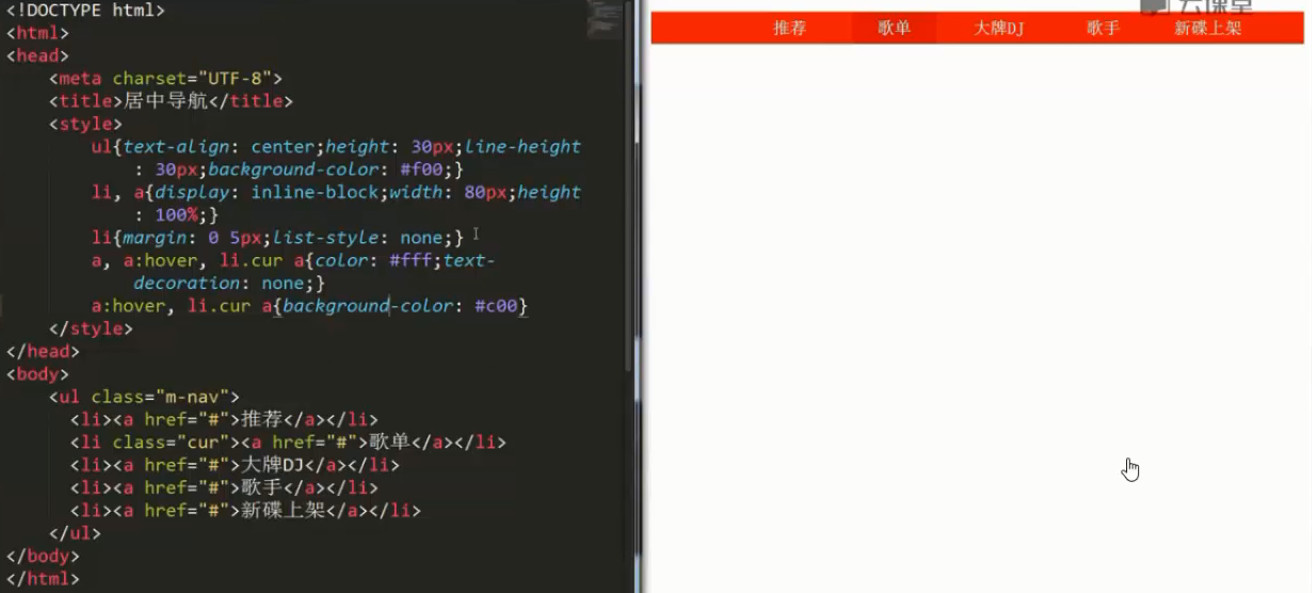 <!DOCTYPE html>
<html>
<head>
<meta charset="UTF-8">
<title>居中导航</title>
<style>
ul{text-align: center;height: 30px;line-height
: 30px;background-color: #f00;}
li, a{display: inline-block;width: 80px;height
: 100%;}
li{margin: 0 5px;list-style: none;}
a, a:hover, li.cur a{color: #fff;text-
decoration: none;}
a:hover, li.cur a{background-color: #c00}
</style>
</head>
<body>
<ul class="m-nav">
<li><a href="#">推荐</a></li>
<li class="cur"><a href="#">歌单</a></li>
<li><a href="#">大牌DJ</a></li>
<li><a href="#">歌手</a></li>
<li><a href="#">新碟上架</a></li>
</ul>
</body>
</html>
云课堂
推荐 歌单 大牌DJ 歌手 新碟上架